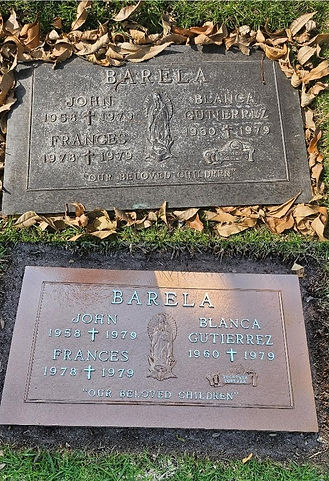 BARELA
JOHN
1958 ✝ 1979
FRANCES
1978 ✝ 1979
BLANCA
GUTIERREZ
1960 ✝ 1979
"OUR BELOVED CHILDREN"
BARELA
JOHN
1958 ✝ 1979
FRANCES
1978 ✝ 1979
BLANCA
GUTIERREZ
1960 ✝ 1979
"OUR BELOVED CHILDREN"